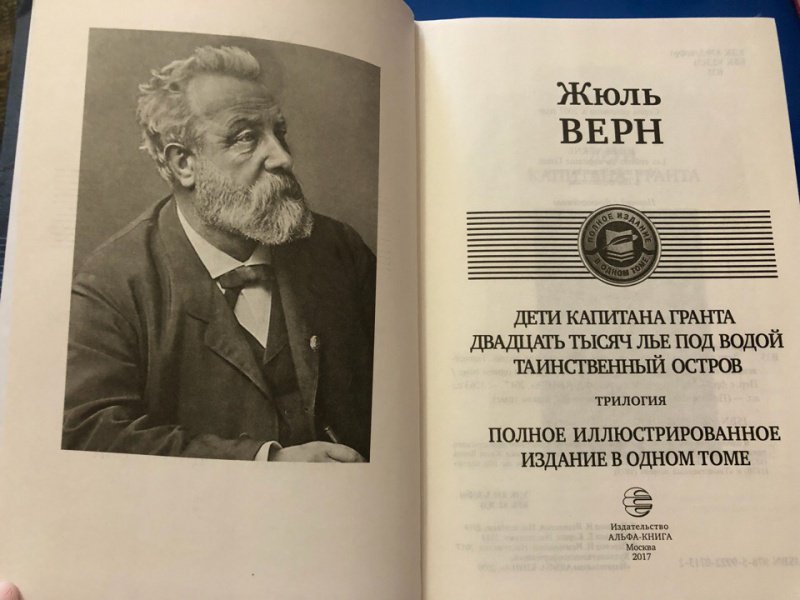 Жюль
ВЕРН
ПОЛНОЕ ИЗДАНИЕ
В ОДНОМ ТОМЕ
ДЕТИ КАПИТАНА ГРАНТА
ДВАДЦАТЬ ТЫСЯЧ ЛЬЕ ПОД ВОДОЙ
ТАИНСТВЕННЫЙ ОСТРОВ
ТРИЛОГИЯ
ПОЛНОЕ ИЛЛЮСТРИРОВАННОЕ
ИЗДАНИЕ В ОДНОМ ТОМЕ
Издательство
АЛЬФА-КНИГА
Москва
2017